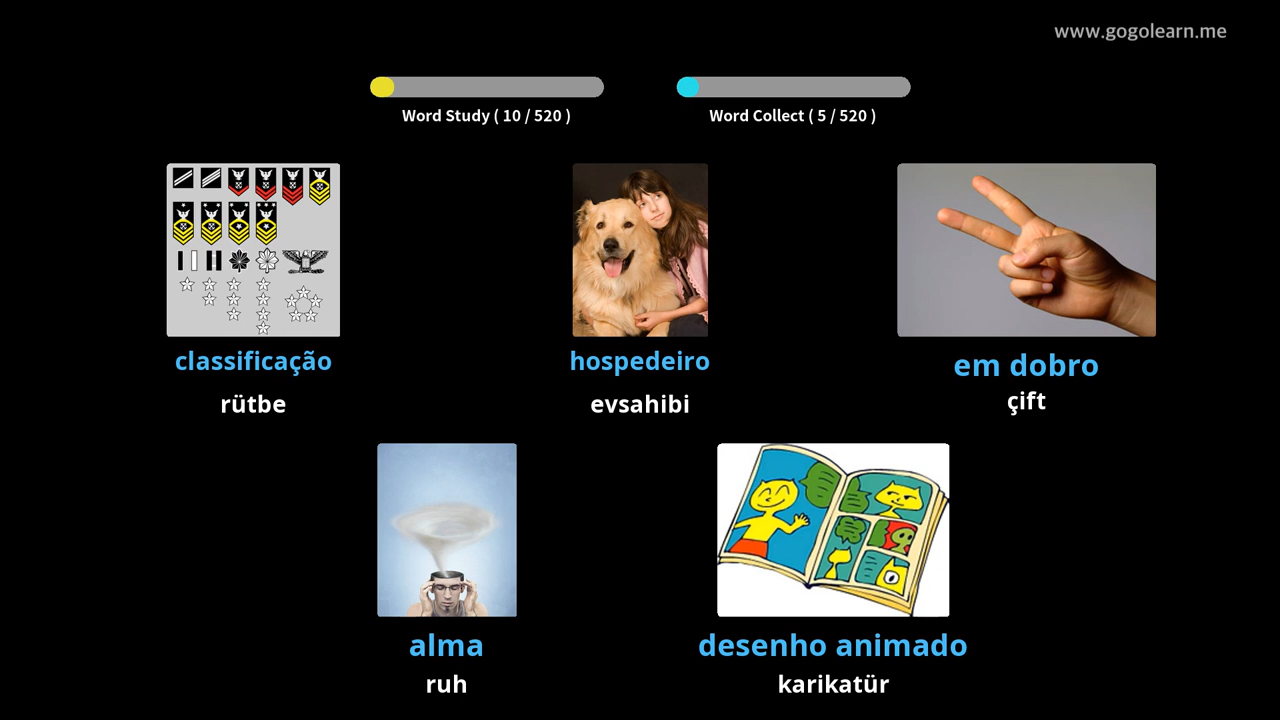 www.gogolearn.me
Word Study ( 10 / 520 )
Word Collect ( 5 / 520 )
classificação
hospedeiro
em dobro
rütbe
evsahibi
çift
alma
desenho animado
ruh
karikatür